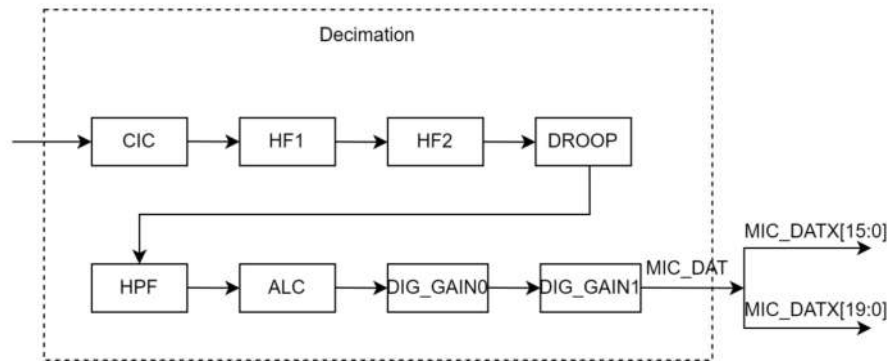 Decimation
CIC
HF1
HF2
DROOP
MIC_DATX[15:0]
HPF
ALC
DIG_GAIN0
DIG_GAIN1
MIC_DAT
MIC_DATX[19:0]